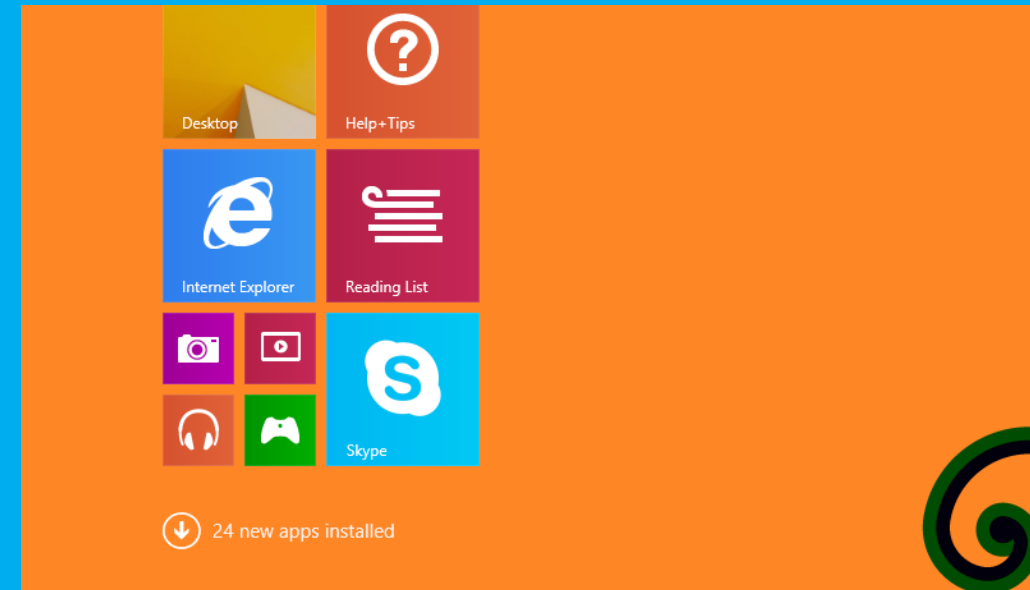 Desktop
Help+Tips
Internet Explorer
Reading List
Skype
24 new apps installed